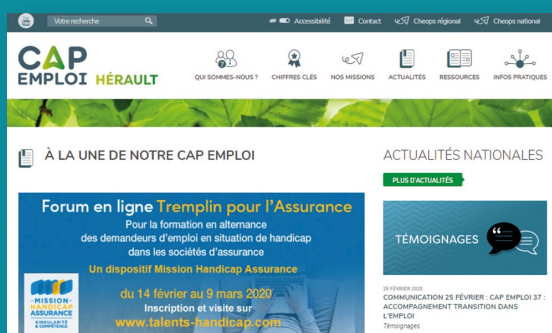 You Tube
Votre recherche
Accessibilité
Contact
Cheops régional
Cheops national
CAP
EMPLOI HÉRAULT
QUI SOMMES-NOUS ?
CHIFFRES CLÉS
NOS MISSIONS
ACTUALITÉS
RESSOURCES
INFOS PRATIQUES
À LA UNE DE NOTRE CAP EMPLOI
Forum en ligne Tremplin pour l'Assurance
Pour la formation en alternance
des demandeurs d'emploi en situation de handicap
dans les sociétés d'assurance
Un dispositif Mission Handicap Assurance
du 14 février au 9 mars 2020
Inscription et visite sur
www.talents-handicap.com
-MISSION-
HANDICAP
ASSURANCE
SINGULARITÉ
& COMPÉTENCE
ACTUALITÉS NATIONALES
PLUS D'ACTUALITÉS
TÉMOIGNAGES
26 FÉVRIER 2020
COMMUNICATION 25 FÉVRIER : CAP EMPLOI 37 :
ACCOMPAGNEMENT TRANSITION DANS
L'EMPLOI
Témoignages